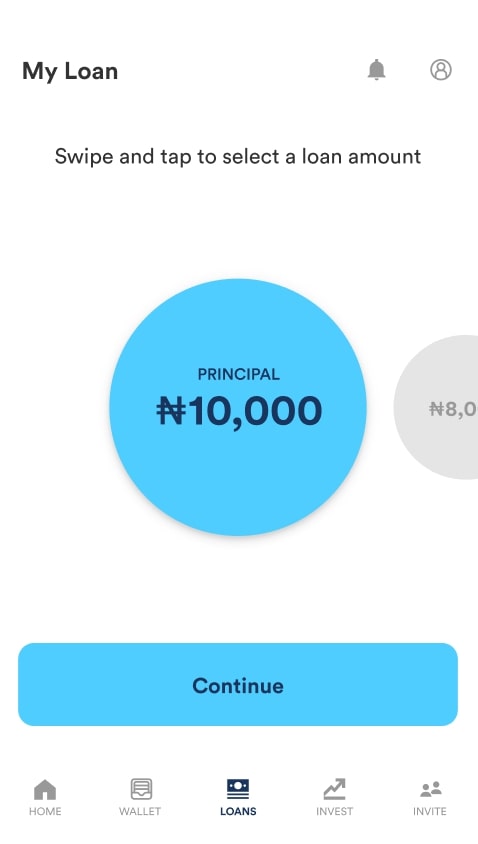 My Loan
Swipe and tap to select a loan amount
PRINCIPAL
₦10,000
₦8,0
Continue
HOME
WALLET
LOANS
INVEST
INVITE